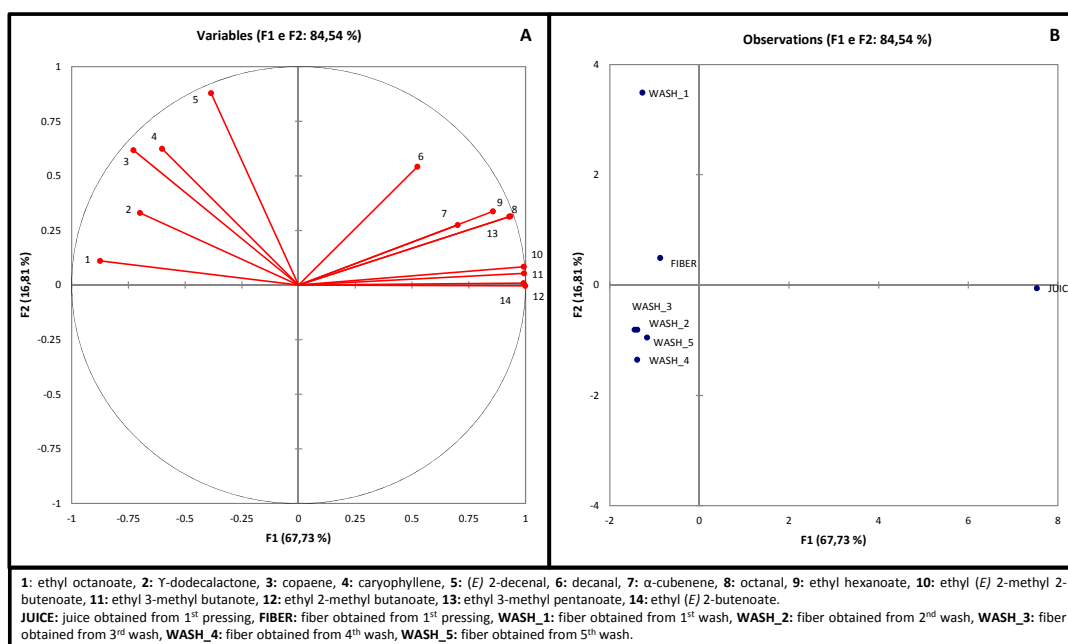 Variables (F1 e F2: 84,54 %)
A
1
0.75
0.5
0.25
0
-0.25
-0.5
-0.75
-1
-1
-0.75
-0.5
-0.25
0
0.25
0.5
0.75
1
F2 (16,81 %)
F1 (67,73 %)
1
2
3
4
5
6
7
9
8
13
10
11
14
12
Observations (F1 e F2: 84,54 %)
B
4
2
0
-2
-4
-2
0
2
4
6
8
F2 (16,81 %)
F1 (67,73 %)
WASH_1
FIBER
JUICE
WASH_3
WASH_2
WASH_5
WASH_4
1: ethyl octanoate, 2: ϒ-dodecalactone, 3: copaene, 4: caryophyllene, 5: (E) 2-decenal, 6: decanal, 7: α-cubenene, 8: octanal, 9: ethyl hexanoate, 10: ethyl (E) 2-methyl 2-
butenoate, 11: ethyl 3-methyl butanote, 12: ethyl 2-methyl butanoate, 13: ethyl 3-methyl pentanoate, 14: ethyl (E) 2-butenoate.
JUICE: juice obtained from 1st pressing, FIBER: fiber obtained from 1st pressing, WASH_1: fiber obtained from 1st wash, WASH_2: fiber obtained from 2nd wash, WASH_3: fiber
obtained from 3rd wash, WASH_4: fiber obtained from 4th wash, WASH_5: fiber obtained from 5th wash.